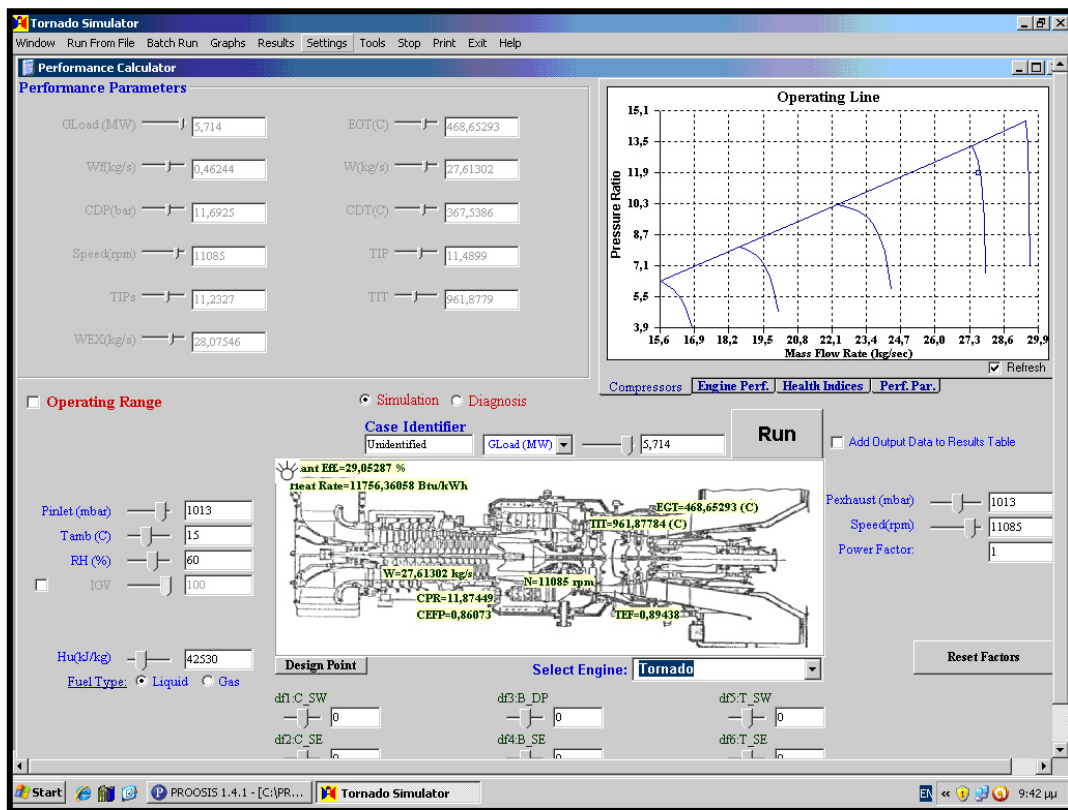 Tornado Simulator
Window Run From File Batch Run Graphs Results Settings Tools Stop Print Exit Help
Performance Calculator
Performance Parameters
GLoad (MW) 5,714 EGT(C) 468,65293
Wf(kg/s) 0,46244 W(kg/s) 27,61302
CDP(bar) 11,6925 CDT(C) 367,5386
Speed(rpm) 11085 TIP 11,4899
TIPs 11,2327 TIT 961,8779
WEX(kg/s) 28,07546
Operating Line
Pressure Ratio
15,1
13,5
11,9
10,3
8,7
7,1
5,5
3,9
15,6 16,9 18,2 19,5 20,8 22,1 23,4 24,7 26,0 27,3 28,6 29,9
Mass Flow Rate (kg/sec)
Refresh
Compressors Engine Perf. Health Indices Perf. Par.
Operating Range
Simulation Diagnosis
Case Identifier
Unidentified GLoad (MW) 5,714 Run
Add Output Data to Results Table
ant Eff.=29,05287 %
Heat Rate=11756,36058 Btu/kWh
EGT=468,65293 (C)
TIT=961,87784 (C)
W=27,61302 kg/s
N=11085 rpm
CPR=11,87449
CEFP=0,86073
TEF=0,89438
Pinlet (mbar) 1013
Tamb (C) 15
RH (%) 60
IGV 100
Pexhaust (mbar) 1013
Speed(rpm) 11085
Power Factor: 1
Hu(kJ/kg) 42530
Fuel Type: Liquid Gas
Design Point
Select Engine: Tornado
Reset Factors
df1:C_SW df3:B_DP df5:T_SW
0 0 0
df2:C_SE df4:B_SE df6:T_SE
Start PROOSIS 1.4.1 - [C:\PR... Tornado Simulator EN « 9:42 μμ